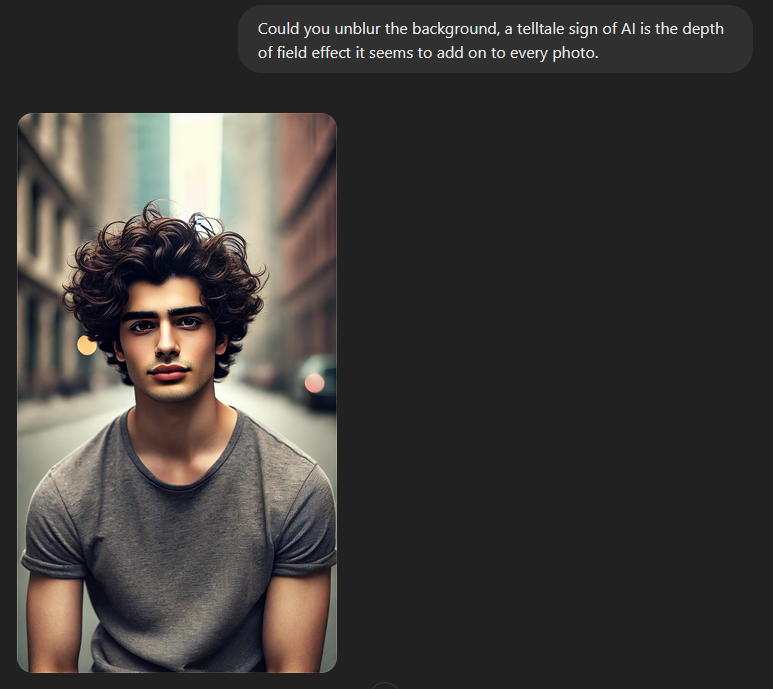 Could you unblur the background, a telltale sign of AI is the depth
of field effect it seems to add on to every photo.